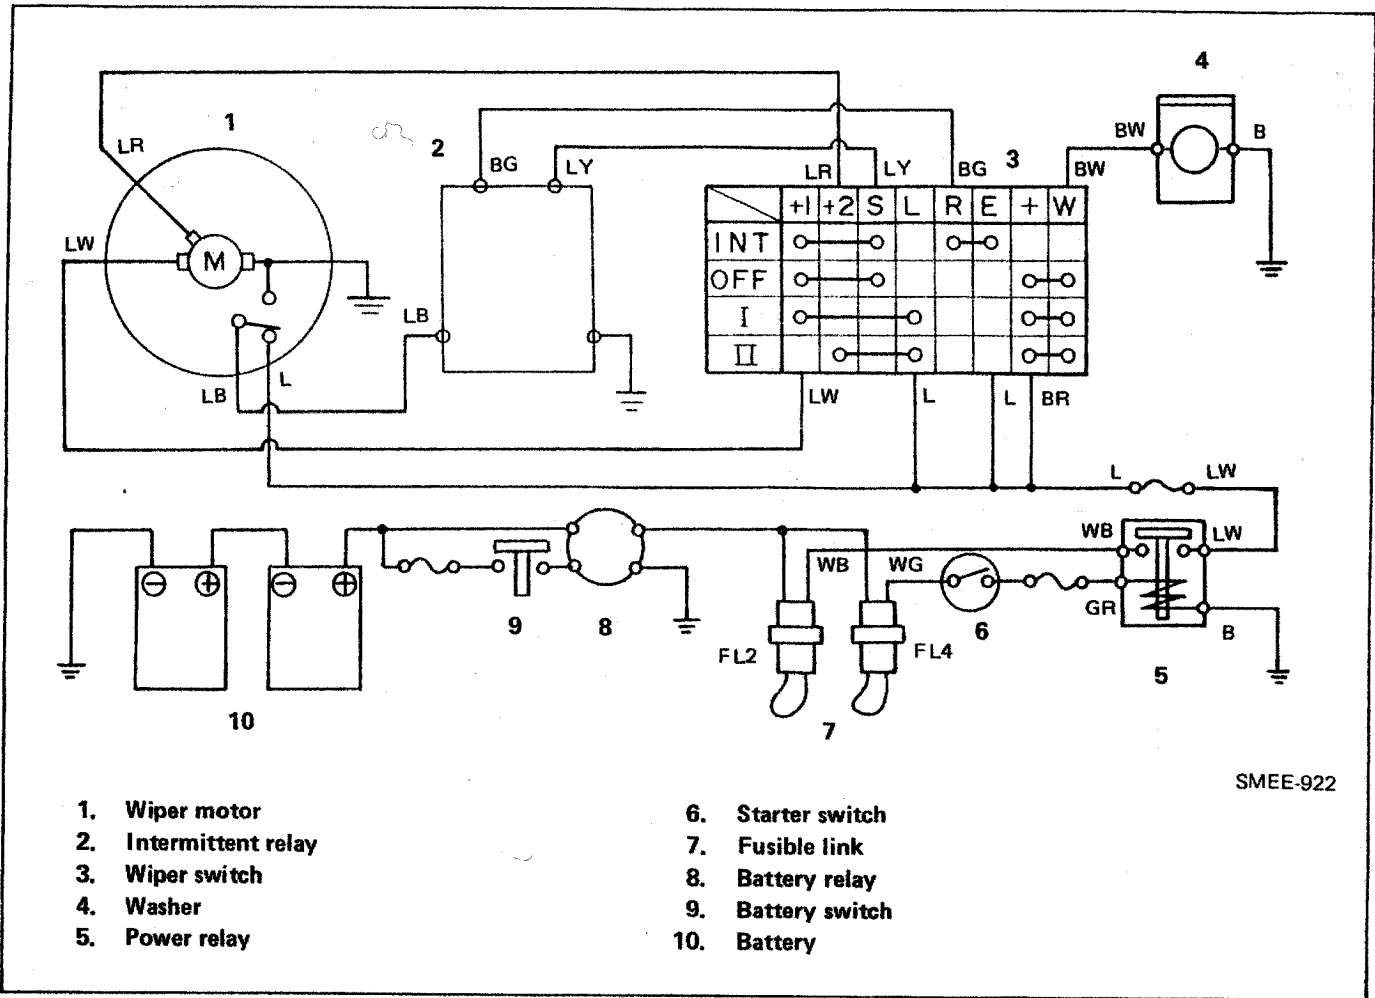 4
1
2
3
LR
BG
LY
LR
LY
BG
BW
BW
B
LW
M
+1 +2 S L R E + W
INT
OFF
I
II
LB
LB
L
LW
L
L
BR
L
LW
WB
LW
WB
WG
GR
B
− + − +
9
8
6
FL2
FL4
5
10
7
SMEE-922
1. Wiper motor
2. Intermittent relay
3. Wiper switch
4. Washer
5. Power relay
6. Starter switch
7. Fusible link
8. Battery relay
9. Battery switch
10. Battery